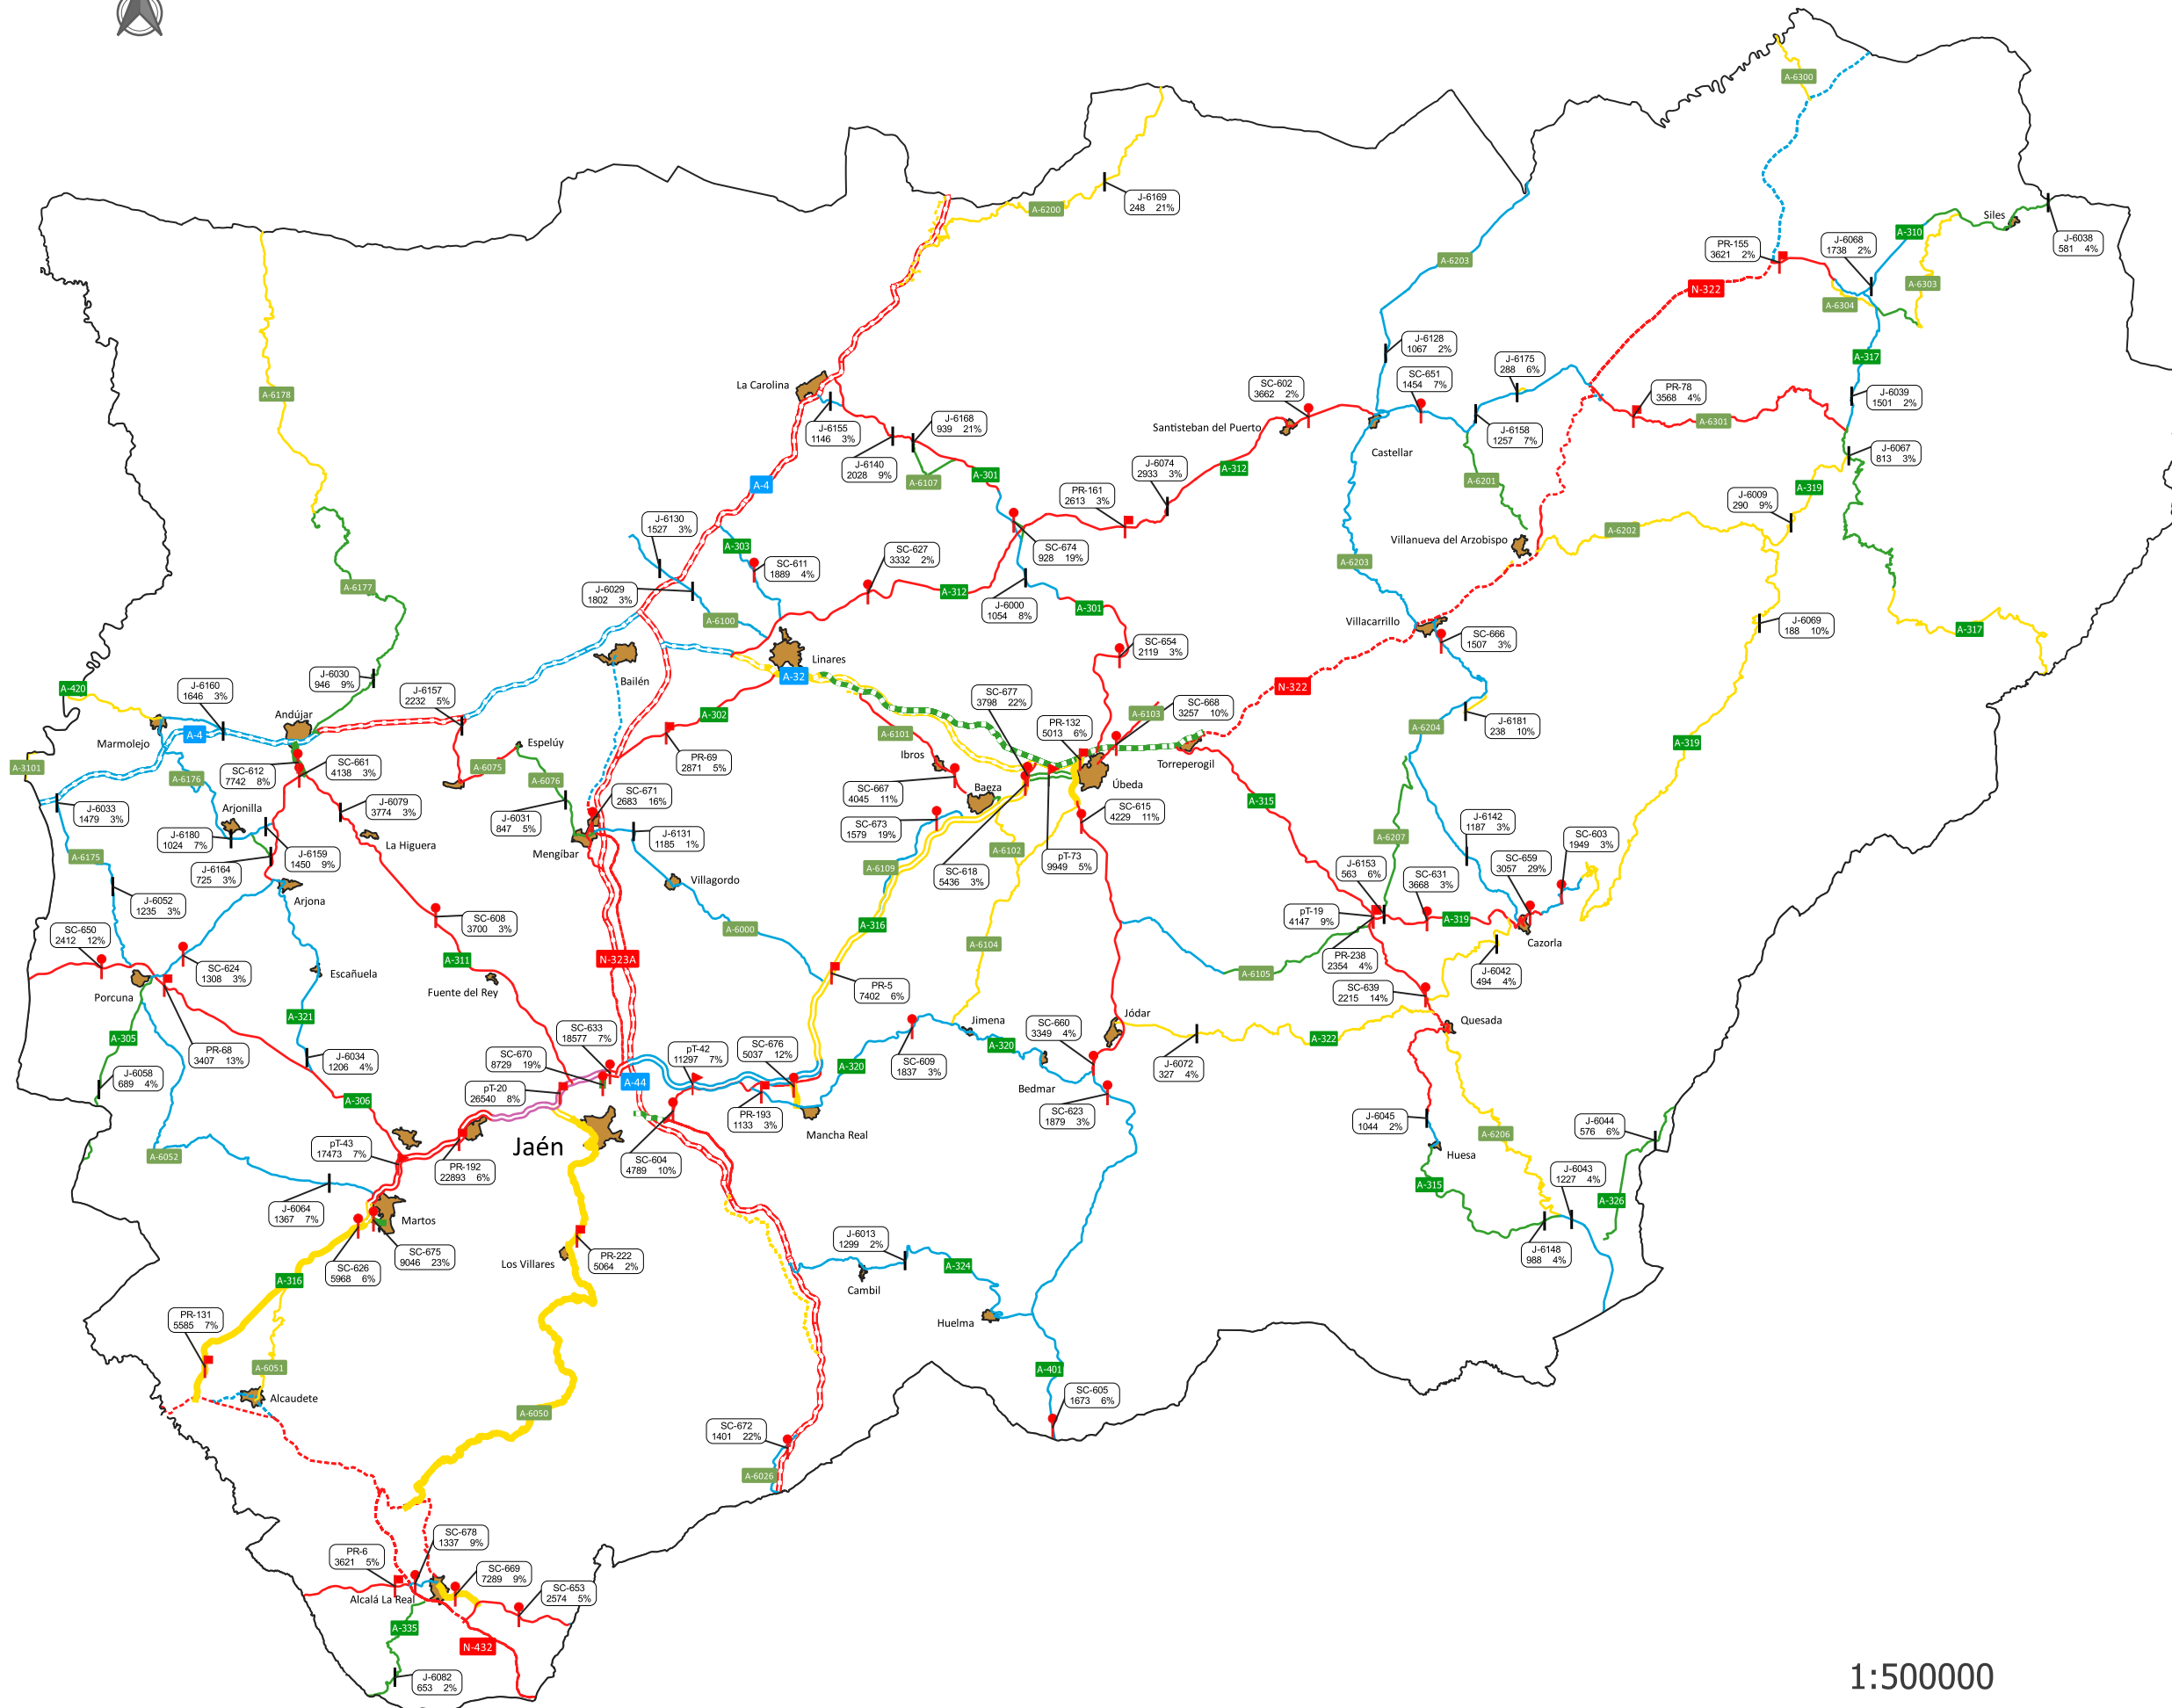 A-6300
J-6169
248 21%
A-6200
Siles
A-310
J-6038
581 4%
PR-155
3621 2%
J-6068
1738 2%
A-6203
A-6303
N-322
A-6304
J-6128
1067 2%
A-317
J-6175
288 6%
La Carolina
SC-602
3662 2%
SC-651
1454 7%
PR-78
3568 4%
J-6039
1501 2%
A-6178
J-6155
1146 3%
J-6168
939 21%
Santisteban del Puerto
J-6158
1257 7%
A-6301
J-6140
2028 9%
Castellar
J-6067
813 3%
A-4
A-6107
A-301
J-6074
2933 3%
A-312
A-6201
PR-161
2613 3%
J-6009
290 9%
A-319
J-6130
1527 3%
A-303
SC-627
3332 2%
SC-674
928 19%
Villanueva del Arzobispo
A-6202
SC-611
1889 4%
A-6203
A-6177
J-6029
1802 3%
A-312
J-6000
1054 8%
A-301
A-6100
Villacarrillo
J-6069
188 10%
A-317
SC-666
1507 3%
SC-654
2119 3%
Linares
A-32
Bailén
J-6030
946 9%
A-420
J-6160
1646 3%
J-6157
2232 5%
N-322
SC-677
3798 22%
SC-668
3257 10%
Andújar
A-302
A-6103
J-6181
238 10%
A-6204
A-4
Marmolejo
A-6101
PR-132
5013 6%
A-319
Espelúy
PR-69
2871 5%
Ibros
Torreperogil
A-3101
SC-612
7742 8%
SC-661
4138 3%
A-6075
A-6176
A-6076
SC-667
4045 11%
Baeza
Úbeda
SC-671
2683 16%
A-315
J-6033
1479 3%
Arjonilla
J-6079
3774 3%
J-6031
847 5%
SC-673
1579 19%
SC-615
4229 11%
J-6180
1024 7%
La Higuera
J-6131
1185 1%
A-6207
J-6142
1187 3%
SC-603
1949 3%
A-6175
J-6159
1450 9%
Mengíbar
A-6102
pT-73
9949 5%
J-6164
725 3%
A-6109
SC-618
5436 3%
J-6153
563 6%
SC-631
3668 3%
SC-659
3057 29%
Villagordo
Arjona
J-6052
1235 3%
pT-19
4147 9%
A-319
SC-608
3700 3%
A-316
A-6000
SC-650
2412 12%
A-6104
Cazorla
A-311
N-323A
PR-238
2354 4%
SC-624
1308 3%
Escañuela
A-6105
J-6042
494 4%
Porcuna
Fuente del Rey
PR-5
7402 6%
SC-639
2215 14%
A-321
Jimena
Jódar
Quesada
A-305
SC-633
18577 7%
SC-660
3349 4%
PR-68
3407 13%
pT-42
11297 7%
SC-676
5037 12%
A-320
A-322
J-6034
1206 4%
SC-670
8729 19%
A-320
SC-609
1837 3%
J-6072
327 4%
J-6058
689 4%
A-44
Bedmar
pT-20
26540 8%
A-306
PR-193
1133 3%
SC-623
1879 3%
J-6045
1044 2%
J-6044
576 6%
A-6206
Mancha Real
Jaén
pT-43
17473 7%
A-6052
Huesa
PR-192
22893 6%
SC-604
4789 10%
J-6043
1227 4%
A-315
A-326
J-6064
1367 7%
Martos
J-6013
1299 2%
SC-675
9046 23%
PR-222
5064 2%
J-6148
988 4%
Los Villares
A-324
SC-626
5968 6%
A-316
Cambil
PR-131
5585 7%
Huelma
A-6051
A-401
Alcaudete
SC-605
1673 6%
A-6050
SC-672
1401 22%
A-6026
SC-678
1337 9%
PR-6
3621 5%
SC-669
7289 9%
SC-653
2574 5%
Alcalá La Real
A-335
N-432
J-6082
653 2%
1:500000